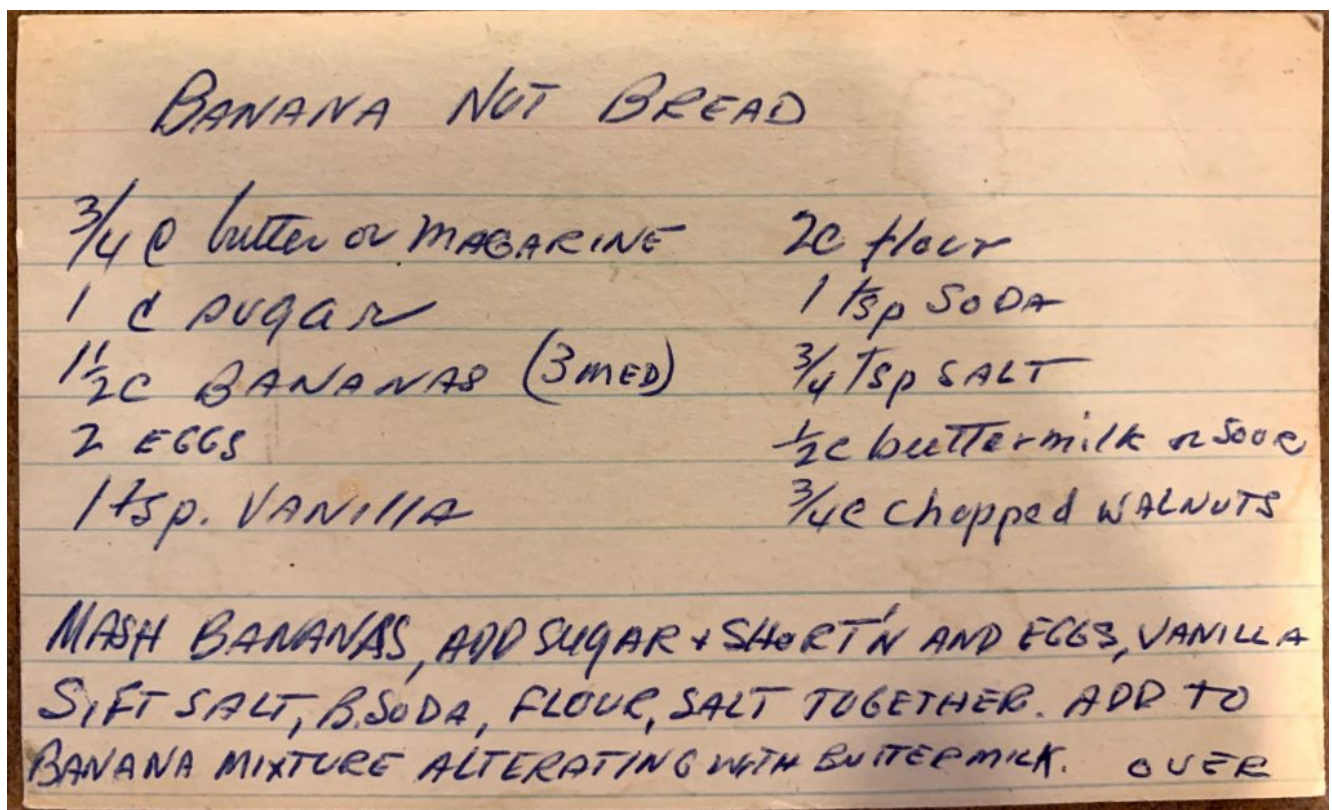 BANANA NUT BREAD
3/4 c butter or MAGARINE
1 c sugar
1 1/2 c BANANAS (3 MED)
2 EGGS
1 tsp. VANILLA
2c flour
1 tsp SODA
3/4 Tsp SALT
1/2c buttermilk or SOUR
3/4c chopped WALNUTS
MASH BANANAS, ADD SUGAR + SHORT'N AND EGGS, VANILLA
SIFT SALT, B.SODA, FLOUR, SALT TOGETHER. ADD TO
BANANA MIXTURE ALTERATING WITH BUTTERMILK. OVER